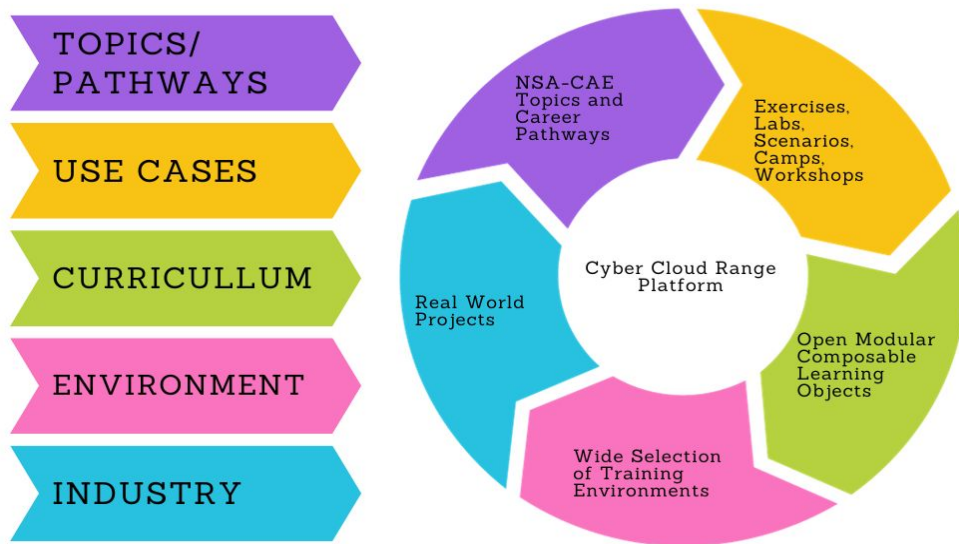 TOPICS/
PATHWAYS
USE CASES
CURRICULLUM
ENVIRONMENT
INDUSTRY
NSA-CAE
Topics and
Career
Pathways
Exercises,
Labs,
Scenarios,
Camps,
Workshops
Cyber Cloud Range
Platform
Real World
Projects
Open Modular
Composable
Learning
Objects
Wide Selection
of Training
Environments